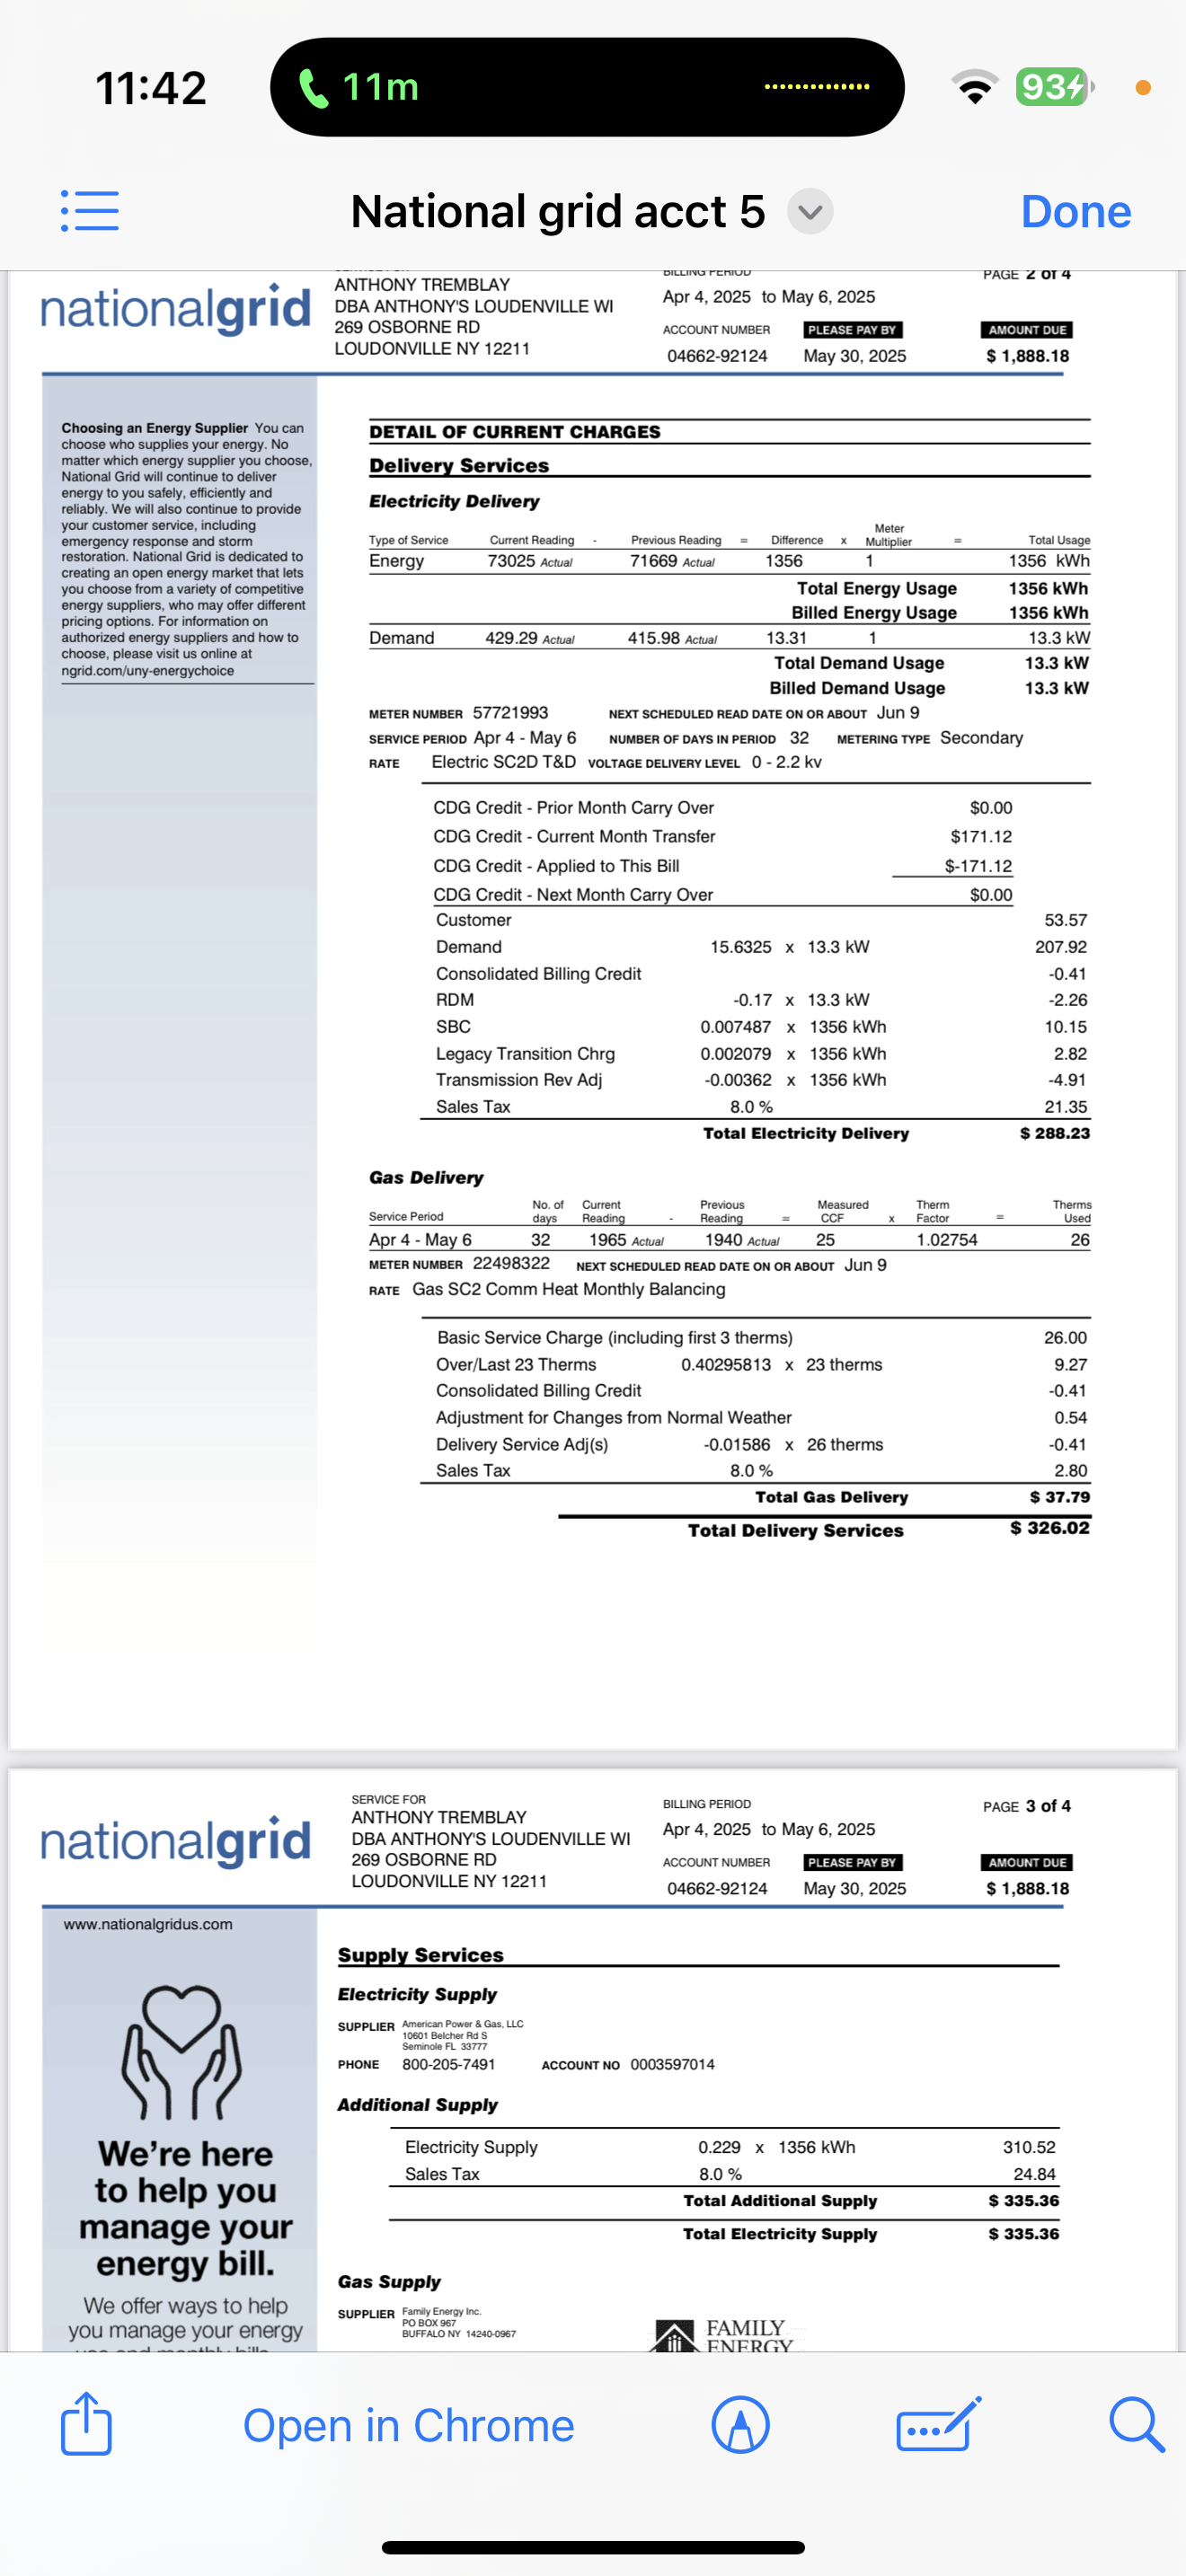 11:42
11m
93
National grid acct 5
Done
nationalgrid
ANTHONY TREMBLAY
DBA ANTHONY'S LOUDENVILLE WI
269 OSBORNE RD
LOUDONVILLE NY 12211
BILLING PERIOD
Apr 4, 2025 to May 6, 2025
PAGE 2 of 4
ACCOUNT NUMBER PLEASE PAY BY AMOUNT DUE
04662-92124 May 30, 2025 $ 1,888.18
Choosing an Energy Supplier You can
choose who supplies your energy. No
matter which energy supplier you choose,
National Grid will continue to deliver
energy to you safely, efficiently and
reliably. We will also continue to provide
your customer service, including
emergency response and storm
restoration. National Grid is dedicated to
creating an open energy market that lets
you choose from a variety of competitive
energy suppliers, who may offer different
pricing options. For information on
authorized energy suppliers and how to
choose, please visit us online at
ngrid.com/uny-energychoice
DETAIL OF CURRENT CHARGES
Delivery Services
Electricity Delivery
Type of Service Current Reading - Previous Reading = Difference x Meter Multiplier = Total Usage
Energy 73025 Actual 71669 Actual 1356 1 1356 kWh
Total Energy Usage 1356 kWh
Billed Energy Usage 1356 kWh
Demand 429.29 Actual 415.98 Actual 13.31 1 13.3 kW
Total Demand Usage 13.3 kW
Billed Demand Usage 13.3 kW
METER NUMBER 57721993 NEXT SCHEDULED READ DATE ON OR ABOUT Jun 9
SERVICE PERIOD Apr 4 - May 6 NUMBER OF DAYS IN PERIOD 32 METERING TYPE Secondary
RATE Electric SC2D T&D VOLTAGE DELIVERY LEVEL 0 - 2.2 kv
CDG Credit - Prior Month Carry Over $0.00
CDG Credit - Current Month Transfer $171.12
CDG Credit - Applied to This Bill $-171.12
CDG Credit - Next Month Carry Over $0.00
Customer 53.57
Demand 15.6325 x 13.3 kW 207.92
Consolidated Billing Credit -0.41
RDM -0.17 x 13.3 kW -2.26
SBC 0.007487 x 1356 kWh 10.15
Legacy Transition Chrg 0.002079 x 1356 kWh 2.82
Transmission Rev Adj -0.00362 x 1356 kWh -4.91
Sales Tax 8.0 % 21.35
Total Electricity Delivery $ 288.23
Gas Delivery
Service Period No. of days Current Reading - Previous Reading = Measured CCF x Therm Factor = Therms Used
Apr 4 - May 6 32 1965 Actual 1940 Actual 25 1.02754 26
METER NUMBER 22498322 NEXT SCHEDULED READ DATE ON OR ABOUT Jun 9
RATE Gas SC2 Comm Heat Monthly Balancing
Basic Service Charge (including first 3 therms) 26.00
Over/Last 23 Therms 0.40295813 x 23 therms 9.27
Consolidated Billing Credit -0.41
Adjustment for Changes from Normal Weather 0.54
Delivery Service Adj(s) -0.01586 x 26 therms -0.41
Sales Tax 8.0 % 2.80
Total Gas Delivery $ 37.79
Total Delivery Services $ 326.02
nationalgrid
SERVICE FOR
ANTHONY TREMBLAY
DBA ANTHONY'S LOUDENVILLE WI
269 OSBORNE RD
LOUDONVILLE NY 12211
BILLING PERIOD
Apr 4, 2025 to May 6, 2025
PAGE 3 of 4
ACCOUNT NUMBER PLEASE PAY BY AMOUNT DUE
04662-92124 May 30, 2025 $ 1,888.18
www.nationalgridus.com
We're here
to help you
manage your
energy bill.
We offer ways to help
you manage your energy
use and monthly bills
Supply Services
Electricity Supply
SUPPLIER American Power & Gas, LLC
10601 Belcher Rd S
Seminole FL 33777
PHONE 800-205-7491 ACCOUNT NO 0003597014
Additional Supply
Electricity Supply 0.229 x 1356 kWh 310.52
Sales Tax 8.0 % 24.84
Total Additional Supply $ 335.36
Total Electricity Supply $ 335.36
Gas Supply
SUPPLIER Family Energy Inc.
PO BOX 967
BUFFALO NY 14240-0967
FAMILY
ENERGY
Open in Chrome